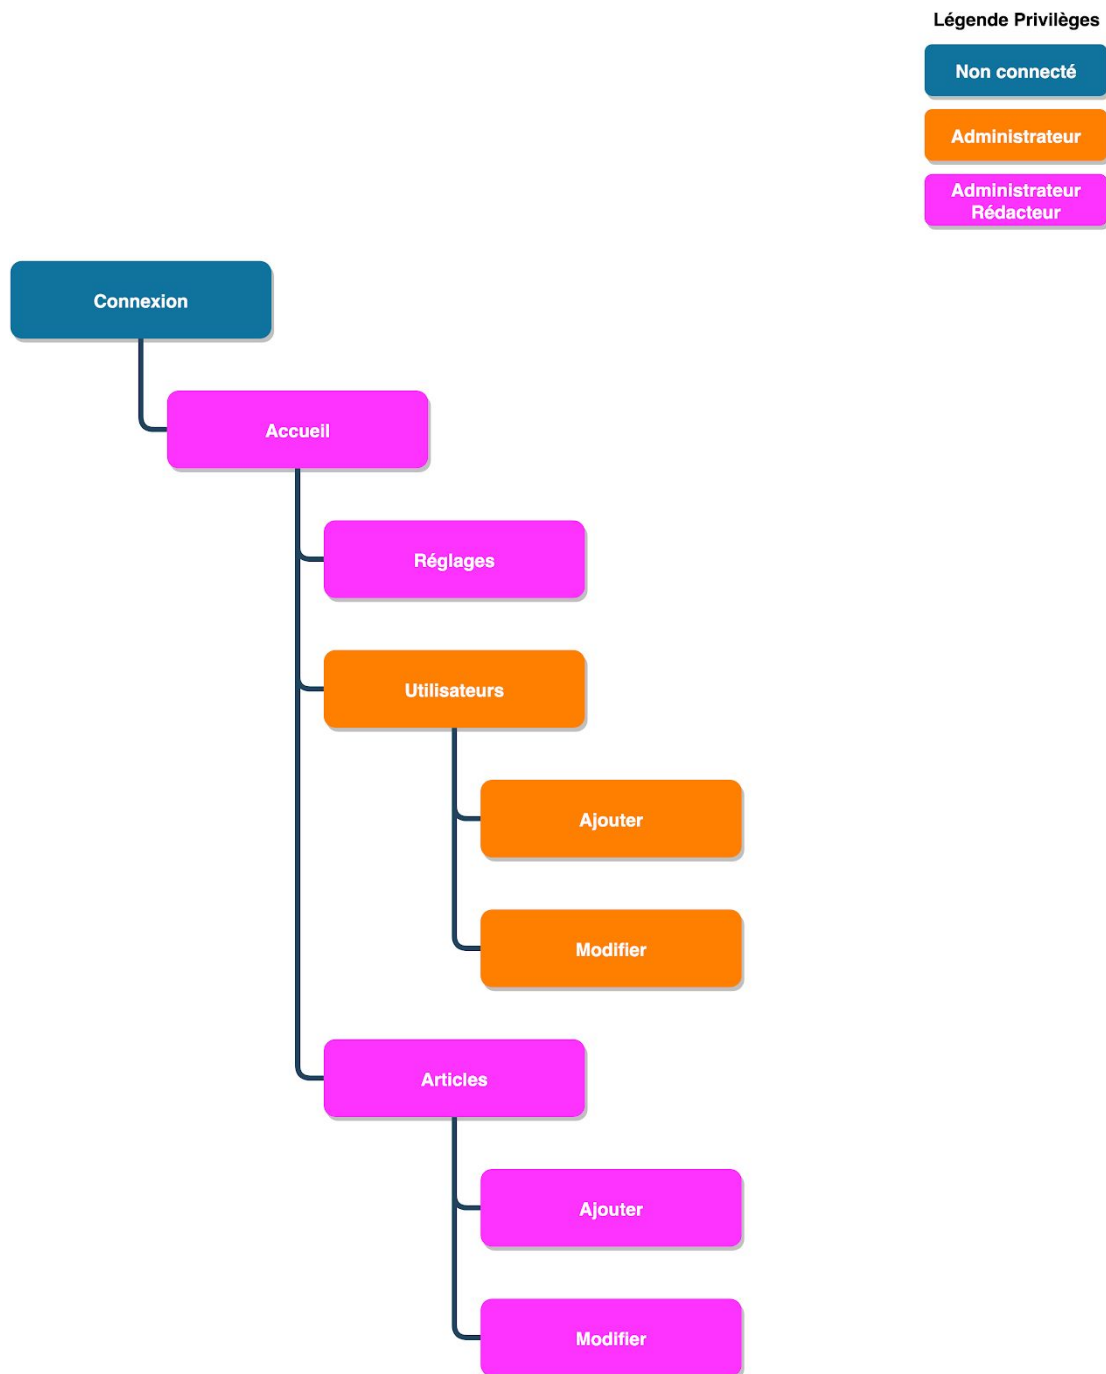 Légende Privilèges
Non connecté
Administrateur
Administrateur
Rédacteur
Connexion
Accueil
Réglages
Utilisateurs
Ajouter
Modifier
Articles
Ajouter
Modifier